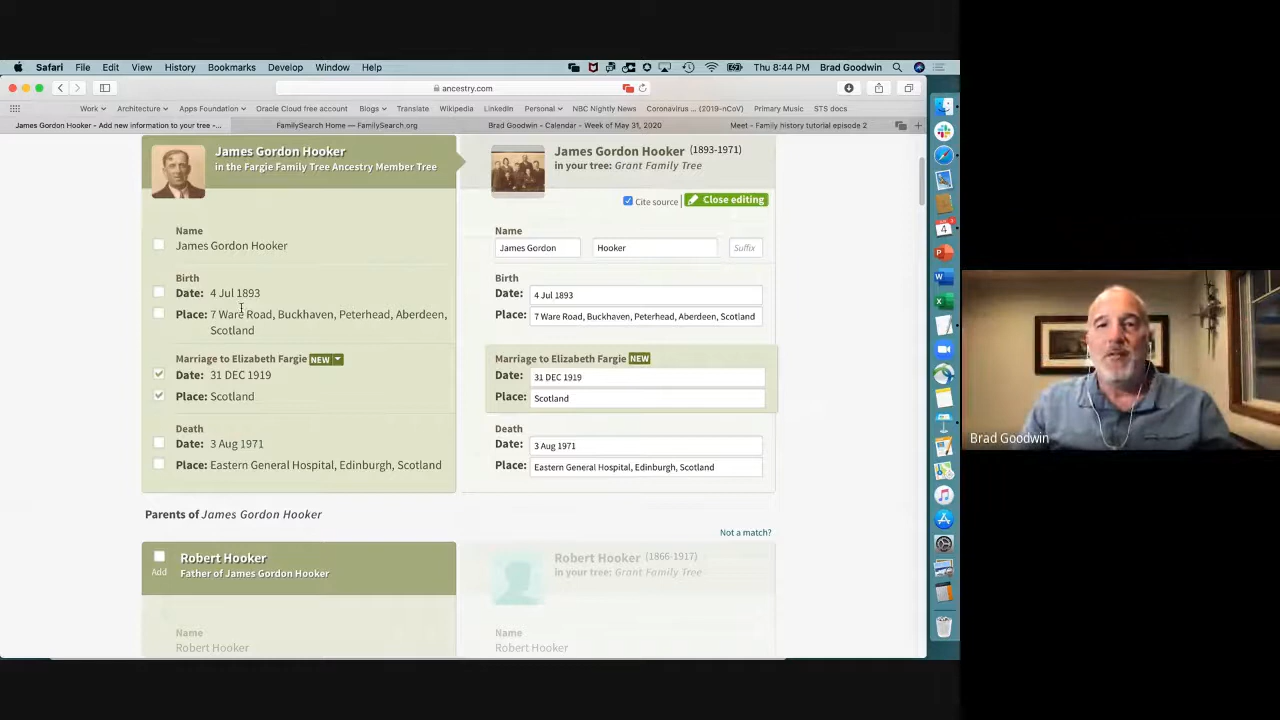 Safari File Edit View History Bookmarks Develop Window Help Thu 8:44 PM Brad Goodwin
ancestry.com
Work Architecture Apps Foundation Oracle Cloud free account Blogs Translate Wikipedia LinkedIn Personal NBC Nightly News Coronavirus ... (2019-nCoV) Primary Music STS docs
James Gordon Hooker - Add new information to your tree -... FamilySearch Home — FamilySearch.org Brad Goodwin - Calendar - Week of May 31, 2020 Meet - Family history tutorial episode 2
James Gordon Hooker
in the Fargie Family Tree Ancestry Member Tree
James Gordon Hooker (1893-1971)
in your tree: Grant Family Tree
Cite source Close editing
Name
James Gordon Hooker
Name
James Gordon Hooker Suffix
Birth
Date: 4 Jul 1893
Place: 7 Ware Road, Buckhaven, Peterhead, Aberdeen,
Scotland
Birth
Date: 4 Jul 1893
Place: 7 Ware Road, Buckhaven, Peterhead, Aberdeen, Scotland
Marriage to Elizabeth Fargie NEW
Date: 31 DEC 1919
Place: Scotland
Marriage to Elizabeth Fargie NEW
Date: 31 DEC 1919
Place: Scotland
Death
Date: 3 Aug 1971
Place: Eastern General Hospital, Edinburgh, Scotland
Death
Date: 3 Aug 1971
Place: Eastern General Hospital, Edinburgh, Scotland
Parents of James Gordon Hooker
Not a match?
Add
Robert Hooker
Father of James Gordon Hooker
Robert Hooker (1866-1917)
in your tree: Grant Family Tree
Name
Robert Hooker
Name
Robert Hooker
Brad Goodwin